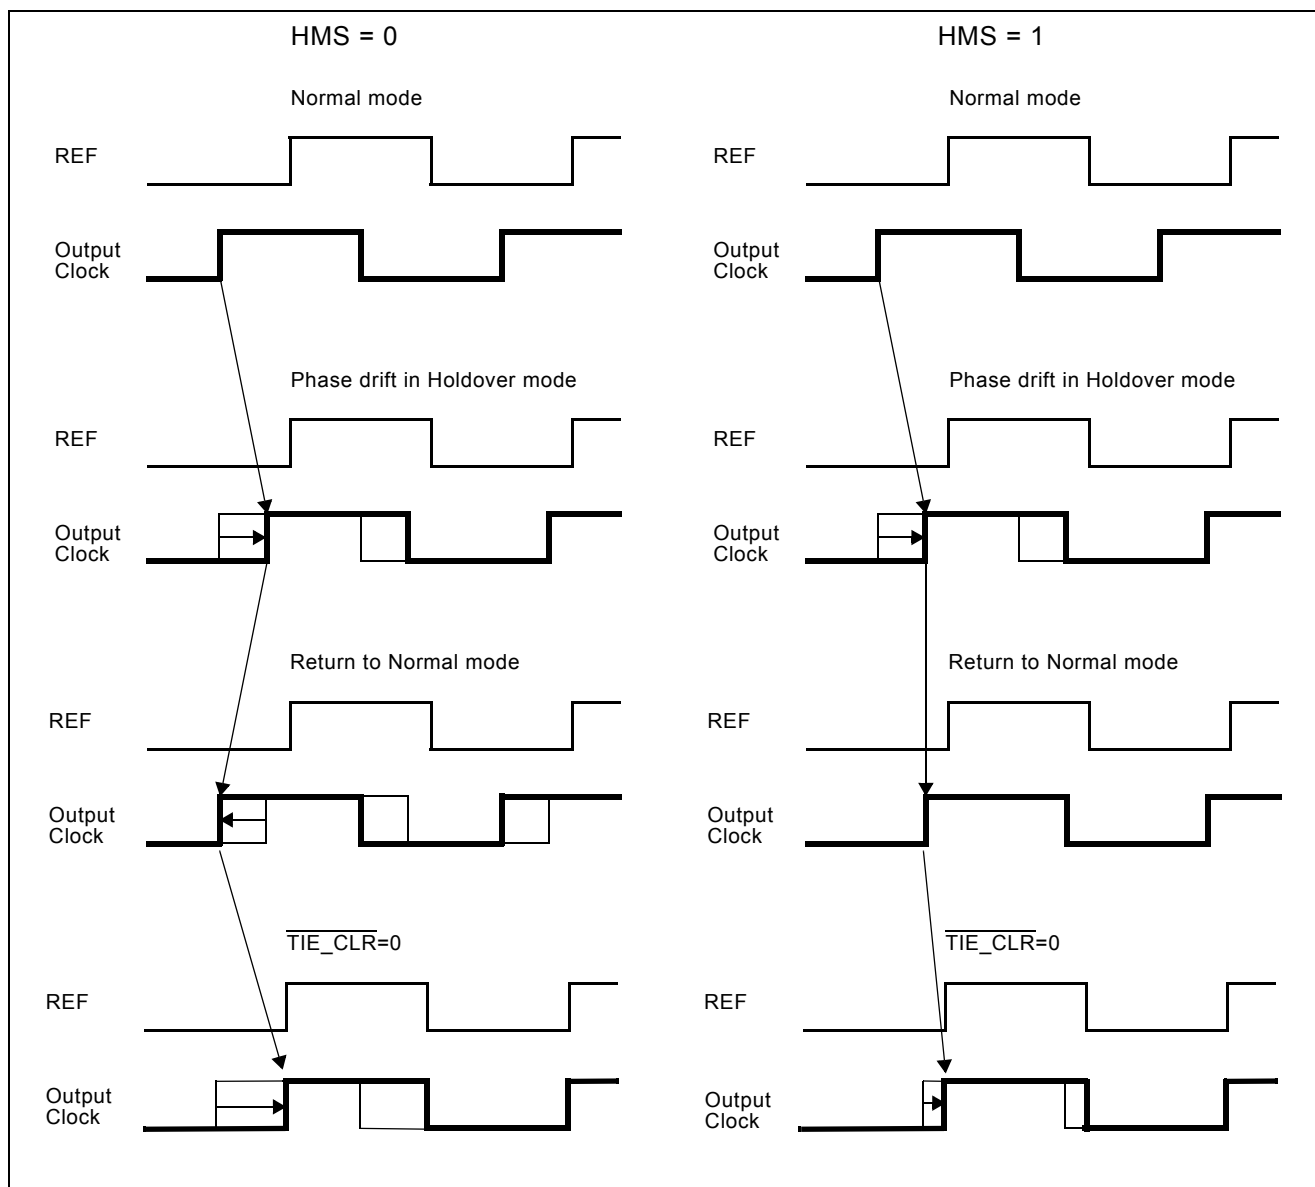 HMS = 0
HMS = 1
Normal mode
Normal mode
REF
REF
Output
Clock
Output
Clock
Phase drift in Holdover mode
Phase drift in Holdover mode
REF
REF
Output
Clock
Output
Clock
Return to Normal mode
Return to Normal mode
REF
REF
Output
Clock
Output
Clock
TIE_CLR=0
TIE_CLR=0
REF
REF
Output
Clock
Output
Clock